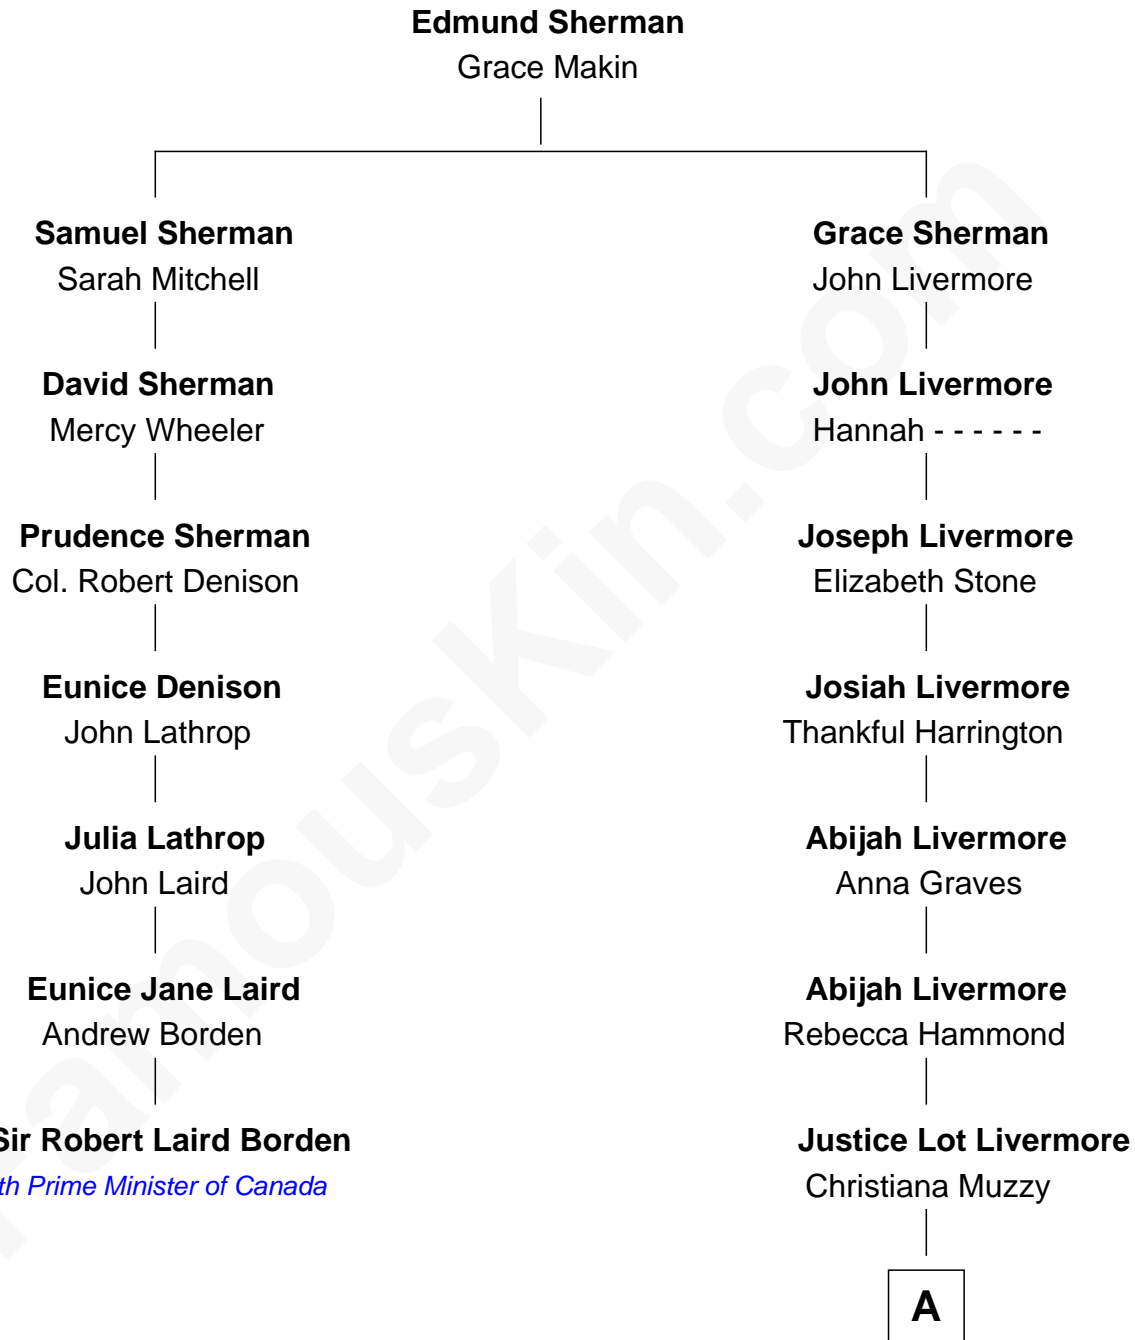 Edmund Sherman
Grace Makin
Samuel Sherman
Sarah Mitchell
David Sherman
Mercy Wheeler
Prudence Sherman
Col. Robert Denison
Eunice Denison
John Lathrop
Julia Lathrop
John Laird
Eunice Jane Laird
Andrew Borden
Sir Robert Laird Borden
th Prime Minister of Canada
Grace Sherman
John Livermore
John Livermore
Hannah - - - - - -
Joseph Livermore
Elizabeth Stone
Josiah Livermore
Thankful Harrington
Abijah Livermore
Anna Graves
Abijah Livermore
Rebecca Hammond
Justice Lot Livermore
Christiana Muzzy
A
FamousKin.com